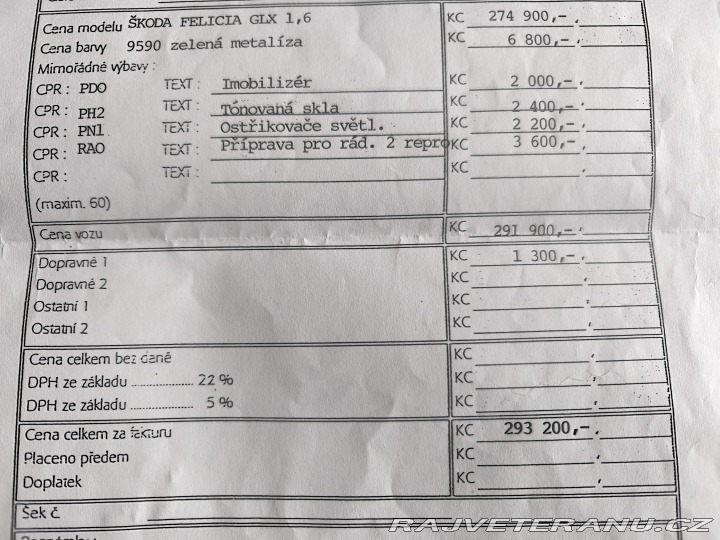 Cena modelu ŠKODA FELICIA GLX 1,6 KC 274 900,-.
Cena barvy 9590 zelená metalíza KC 6 800,-.
Mimořádné výbavy :
CPR : PDO TEXT : Imobilizér KC 2 000,-.
CPR : PH2 TEXT : Tónovaná skla KC 2 400,-.
CPR : PN1 TEXT : Ostřikovače světl. KC 2 200,-.
CPR : RAO TEXT : Příprava pro rád. 2 repro KC 3 600,-.
CPR : TEXT : KC
(maxim. 60)
Cena vozu KC 291 900,-.
Dopravné 1 KC 1 300,-.
Dopravné 2 KC
Ostatní 1 KC
Ostatní 2 KC
Cena celkem bez daně KC
DPH ze základu .................... 22 % KC
DPH ze základu .................... 5 % KC
Cena celkem za fakturu KC 293 200,-.
Placeno předem KC
Doplatek KC
Šek č
RAJVETERANU.CZ